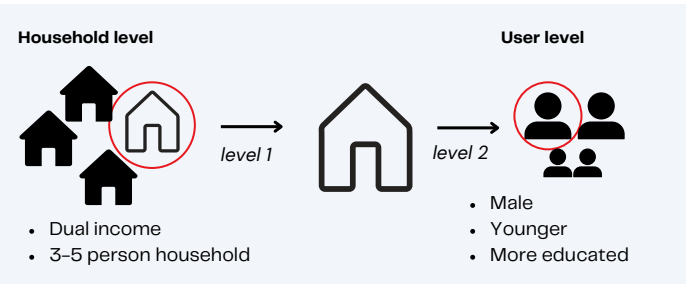 Household level
User level
level 1
level 2
• Dual income
• 3–5 person household
• Male
• Younger
• More educated